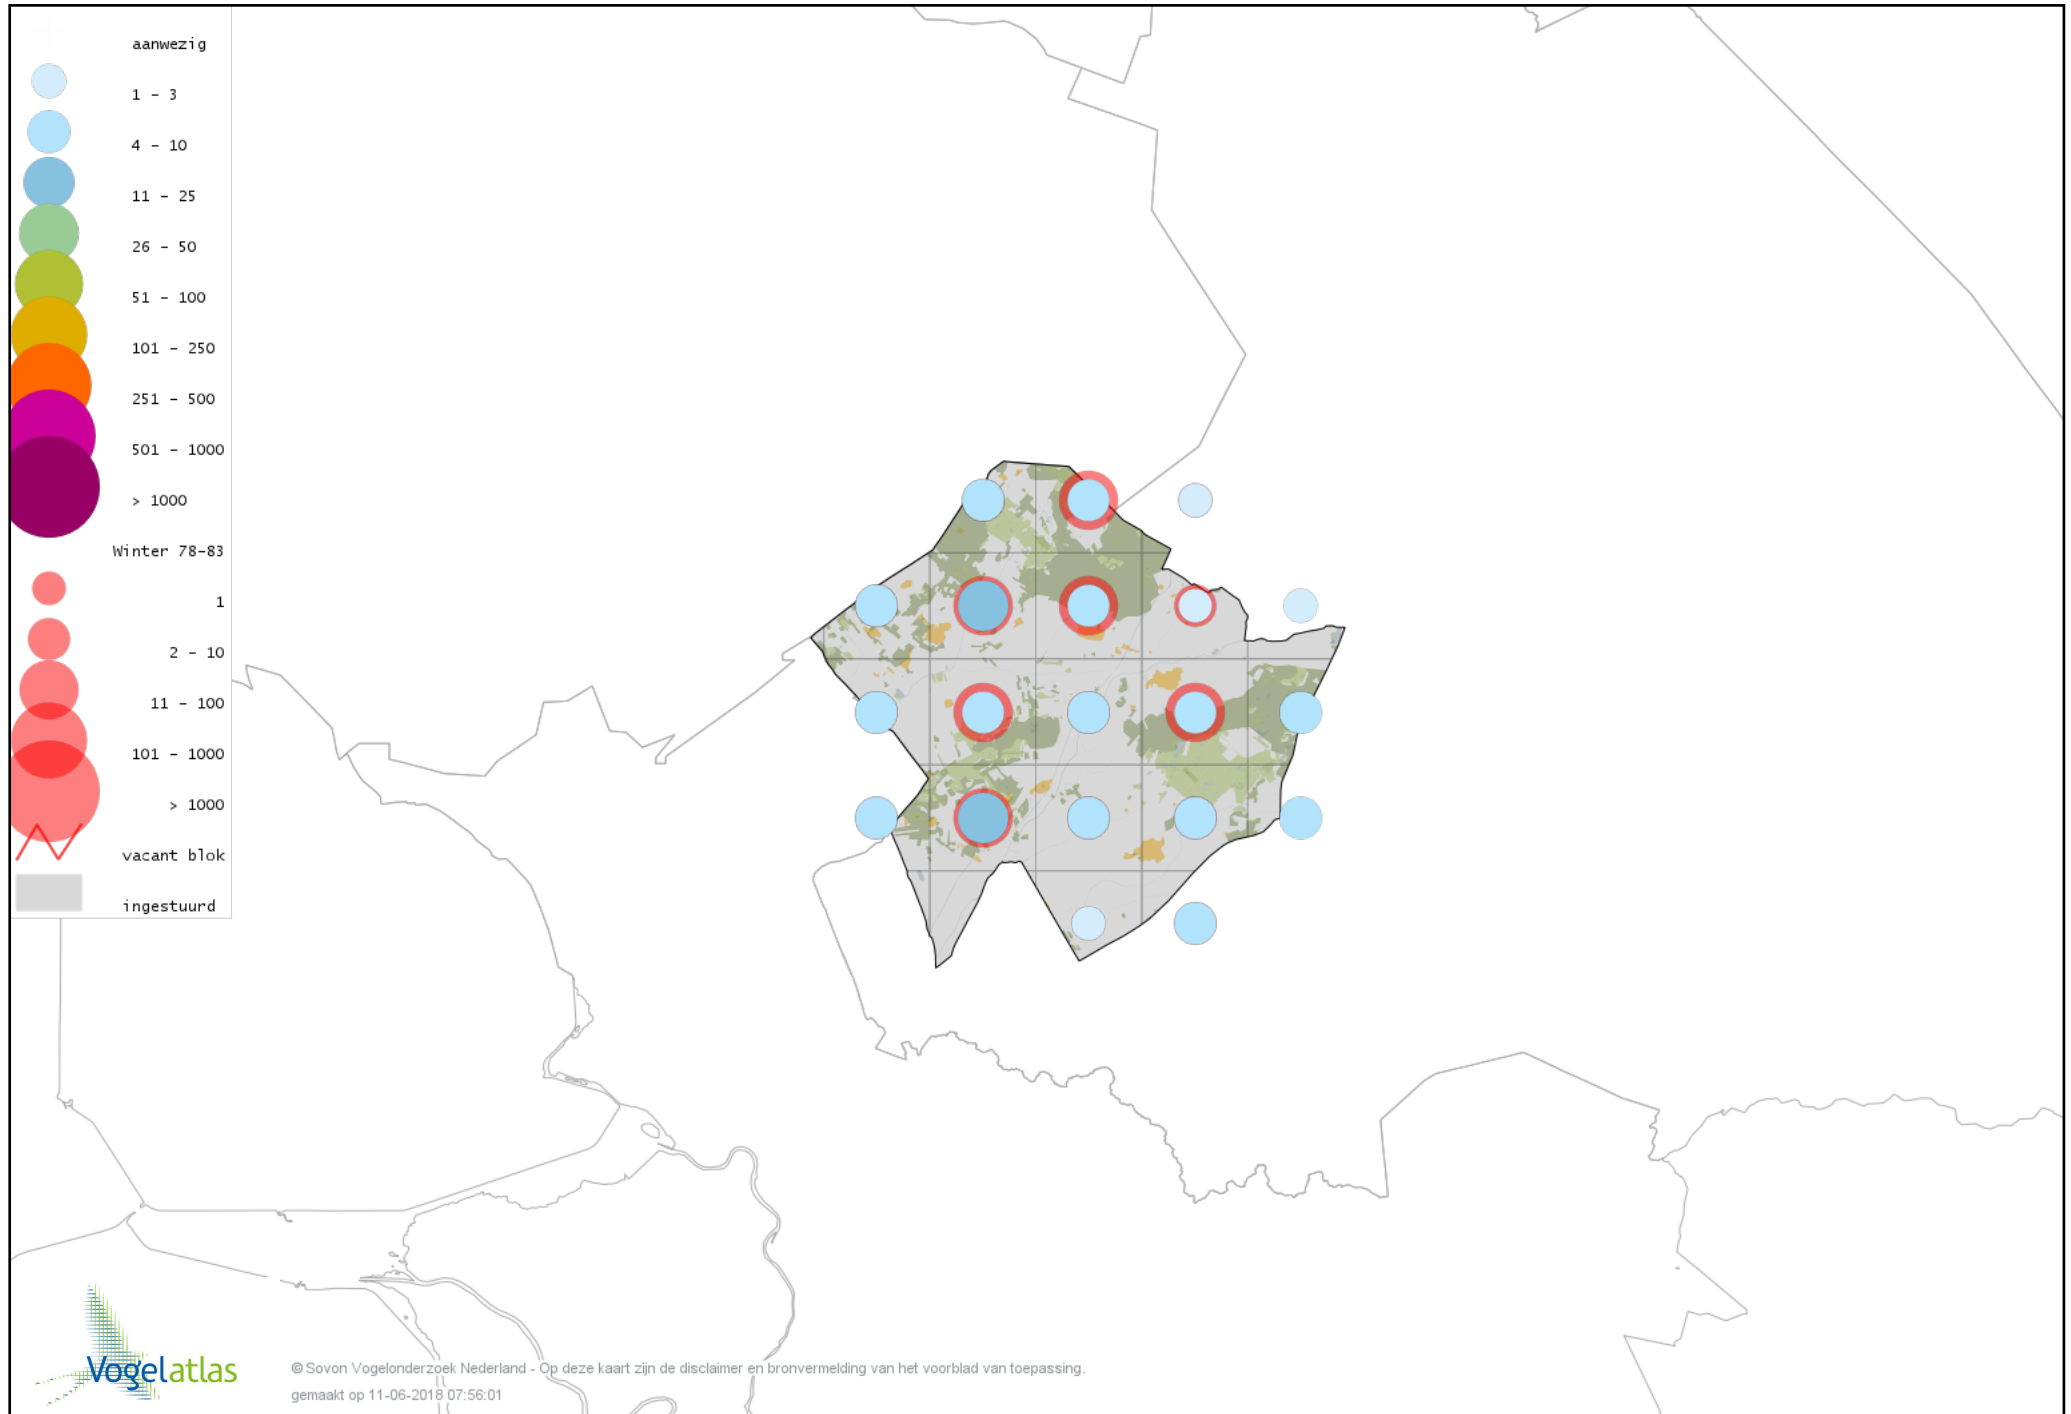 aanwezig
1 - 3
4 - 10
11 - 25
26 - 50
51 - 100
101 - 250
251 - 500
501 - 1000
> 1000
Winter 78-83
1
2 - 10
11 - 100
101 - 1000
> 1000
vacant blok
ingestuurd
Vogelatlas
© Sovon Vogelonderzoek Nederland - Op deze kaart zijn de disclaimer en bronvermelding van het voorblad van toepassing.
gemaakt op 11-06-2018 07:56:01